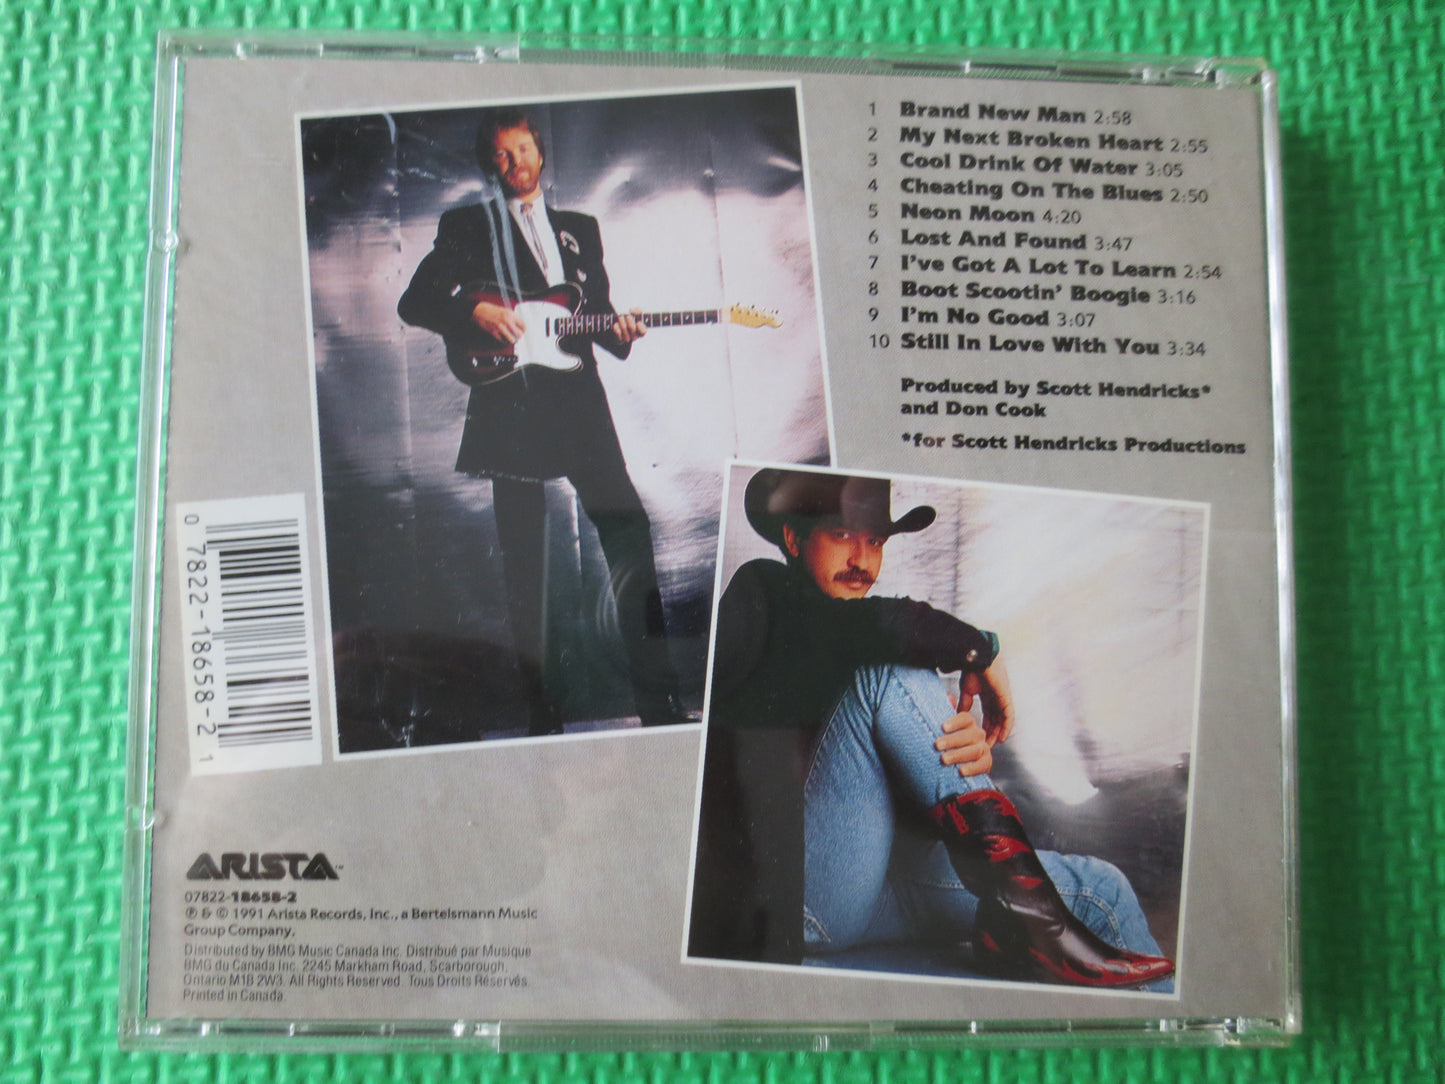 1 Brand New Man 2:58
2 My Next Broken Heart 2:55
3 Cool Drink Of Water 3:05
4 Cheating On The Blues 2:50
5 Neon Moon 4:20
6 Lost And Found 3:47
7 I've Got A Lot To Learn 2:54
8 Boot Scootin' Boogie 3:16
9 I'm No Good 3:07
10 Still In Love With You 3:34
Produced by Scott Hendricks*
and Don Cook
*for Scott Hendricks Productions
0 7822-18658-2 1
ARISTA™
07822-18658-2
℗ & © 1991 Arista Records, Inc., a Bertelsmann Music
Group Company.
Distributed by BMG Music Canada Inc. Distribué par Musique
BMG du Canada Inc. 2245 Markham Road, Scarborough,
Ontario M1B 2W3. All Rights Reserved. Tous Droits Réservés.
Printed in Canada.